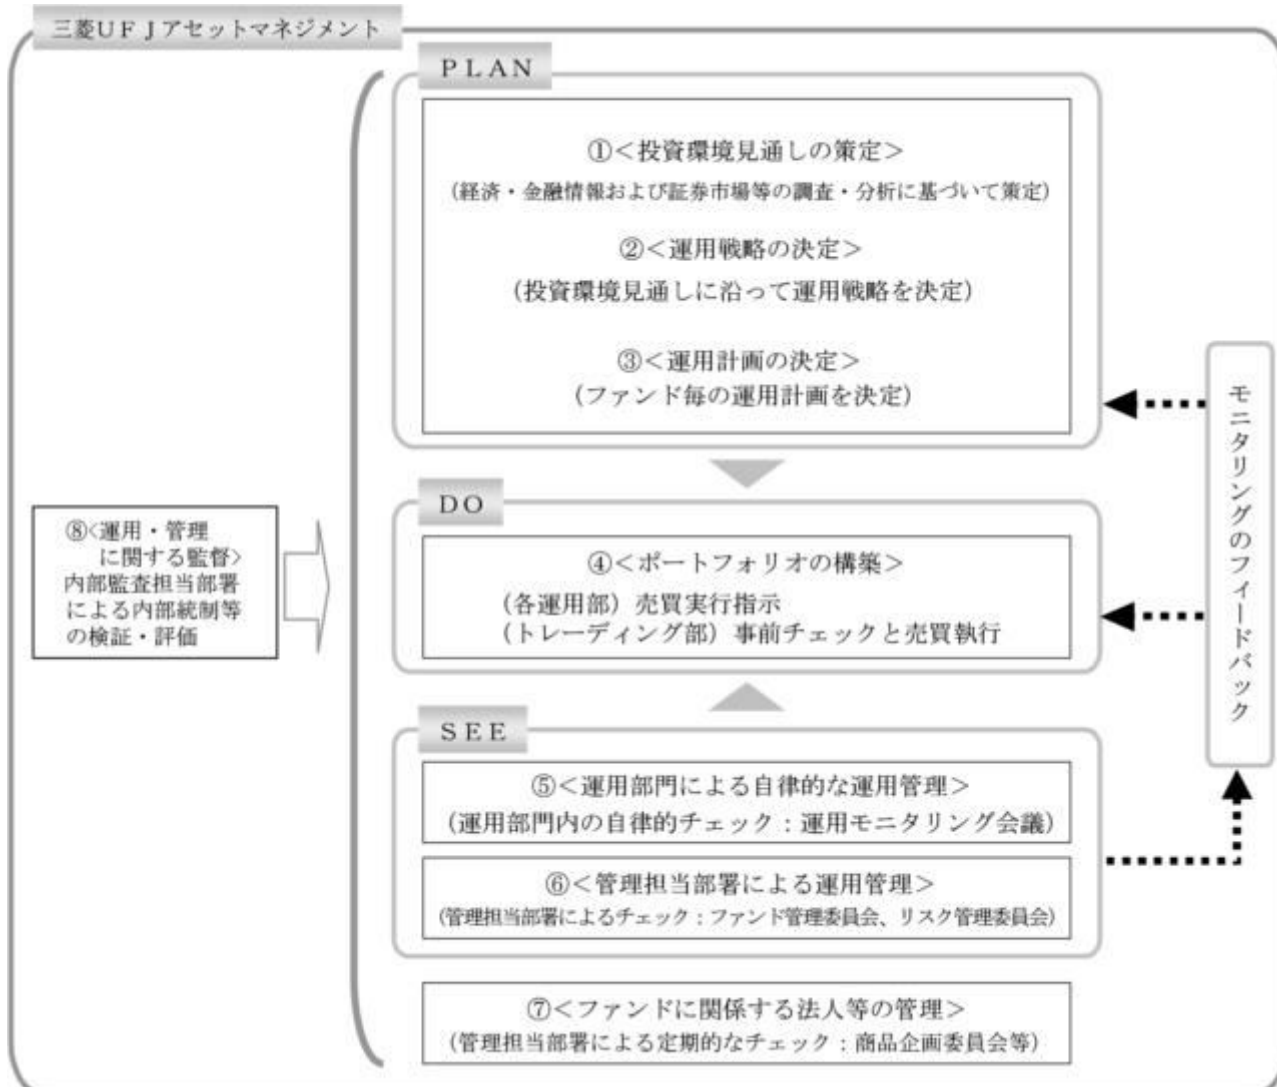 三菱ＵＦＪアセットマネジメント
ＰＬＡＮ
①＜投資環境見通しの策定＞
（経済・金融情報および証券市場等の調査・分析に基づいて策定）
②＜運用戦略の決定＞
（投資環境見通しに沿って運用戦略を決定）
③＜運用計画の決定＞
（ファンド毎の運用計画を決定）
ＤＯ
④＜ポートフォリオの構築＞
（各運用部）売買実行指示
（トレーディング部）事前チェックと売買執行
ＳＥＥ
⑤＜運用部門による自律的な運用管理＞
（運用部門内の自律的チェック：運用モニタリング会議）
⑥＜管理担当部署による運用管理＞
（管理担当部署によるチェック：ファンド管理委員会、リスク管理委員会）
⑦＜ファンドに関係する法人等の管理＞
（管理担当部署による定期的なチェック：商品企画委員会等）
⑧＜運用・管理
に関する監督＞
内部監査担当部署
による内部統制等
の検証・評価
モニタリングのフィードバック